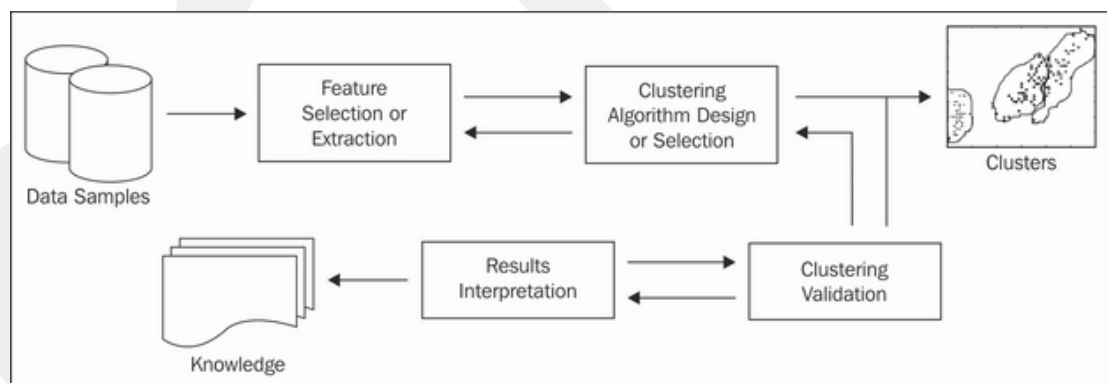 Data Samples
Feature
Selection or
Extraction
Clustering
Algorithm Design
or Selection
Clusters
Knowledge
Results
Interpretation
Clustering
Validation